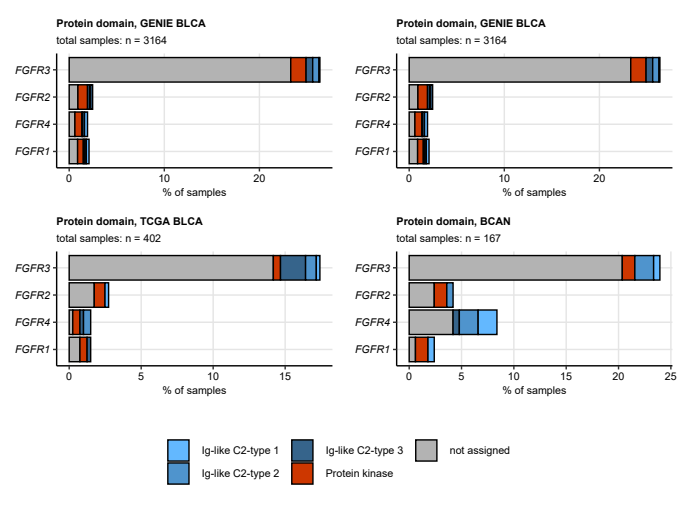 Protein domain, GENIE BLCA
total samples: n = 3164
FGFR3
FGFR2
FGFR4
FGFR1
0 10 20
% of samples
Protein domain, GENIE BLCA
total samples: n = 3164
FGFR3
FGFR2
FGFR4
FGFR1
0 10 20
% of samples
Protein domain, TCGA BLCA
total samples: n = 402
FGFR3
FGFR2
FGFR4
FGFR1
0 5 10 15
% of samples
Protein domain, BCAN
total samples: n = 167
FGFR3
FGFR2
FGFR4
FGFR1
0 5 10 15 20 25
% of samples
Ig-like C2-type 1
Ig-like C2-type 2
Ig-like C2-type 3
Protein kinase
not assigned